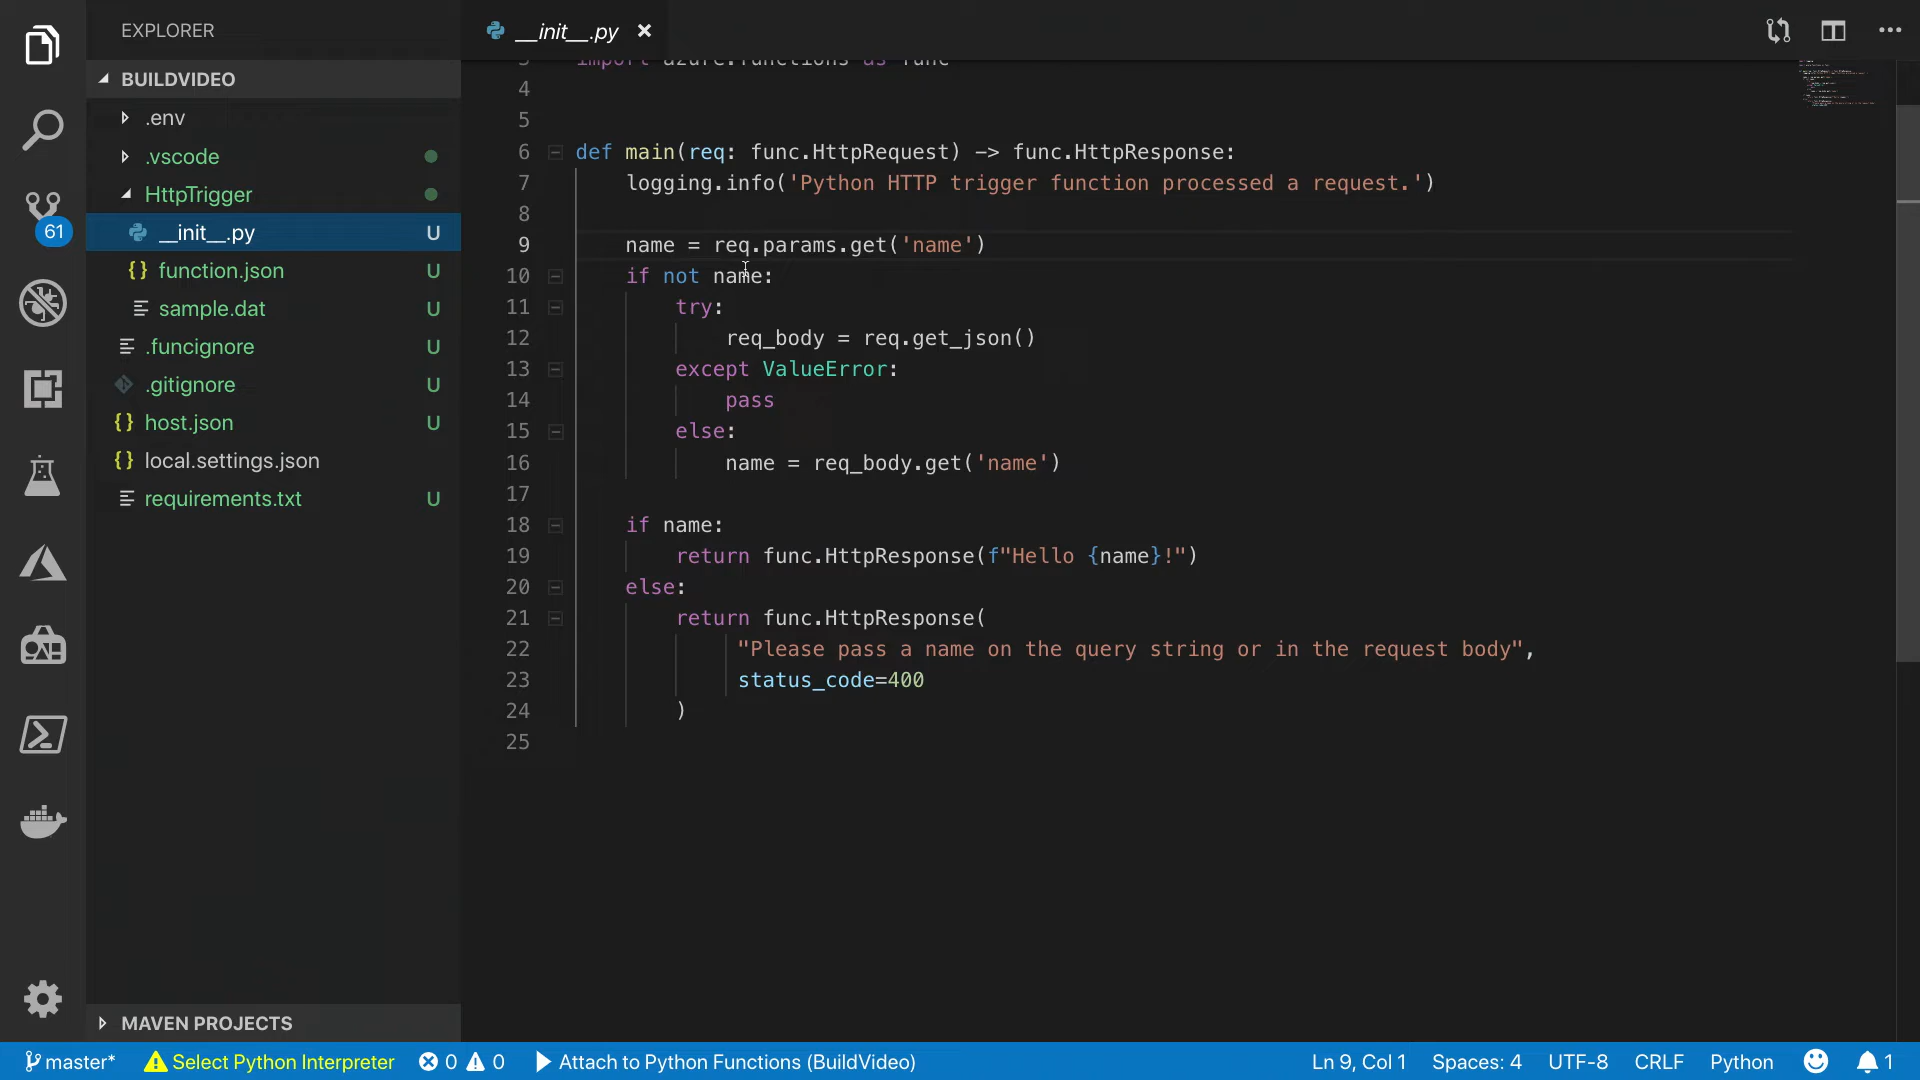 EXPLORER
__init__.py
BUILDVIDEO
.env
.vscode
HttpTrigger
__init__.py U
function.json U
sample.dat U
.funcignore U
.gitignore U
host.json U
local.settings.json
requirements.txt U
61
MAVEN PROJECTS
3 import azure.functions as func
4
5
6 def main(req: func.HttpRequest) -> func.HttpResponse:
7 logging.info('Python HTTP trigger function processed a request.')
8
9 name = req.params.get('name')
10 if not name:
11 try:
12 req_body = req.get_json()
13 except ValueError:
14 pass
15 else:
16 name = req_body.get('name')
17
18 if name:
19 return func.HttpResponse(f"Hello {name}!")
20 else:
21 return func.HttpResponse(
22 "Please pass a name on the query string or in the request body",
23 status_code=400
24 )
25
master* Select Python Interpreter 0 0 Attach to Python Functions (BuildVideo) Ln 9, Col 1 Spaces: 4 UTF-8 CRLF Python 1